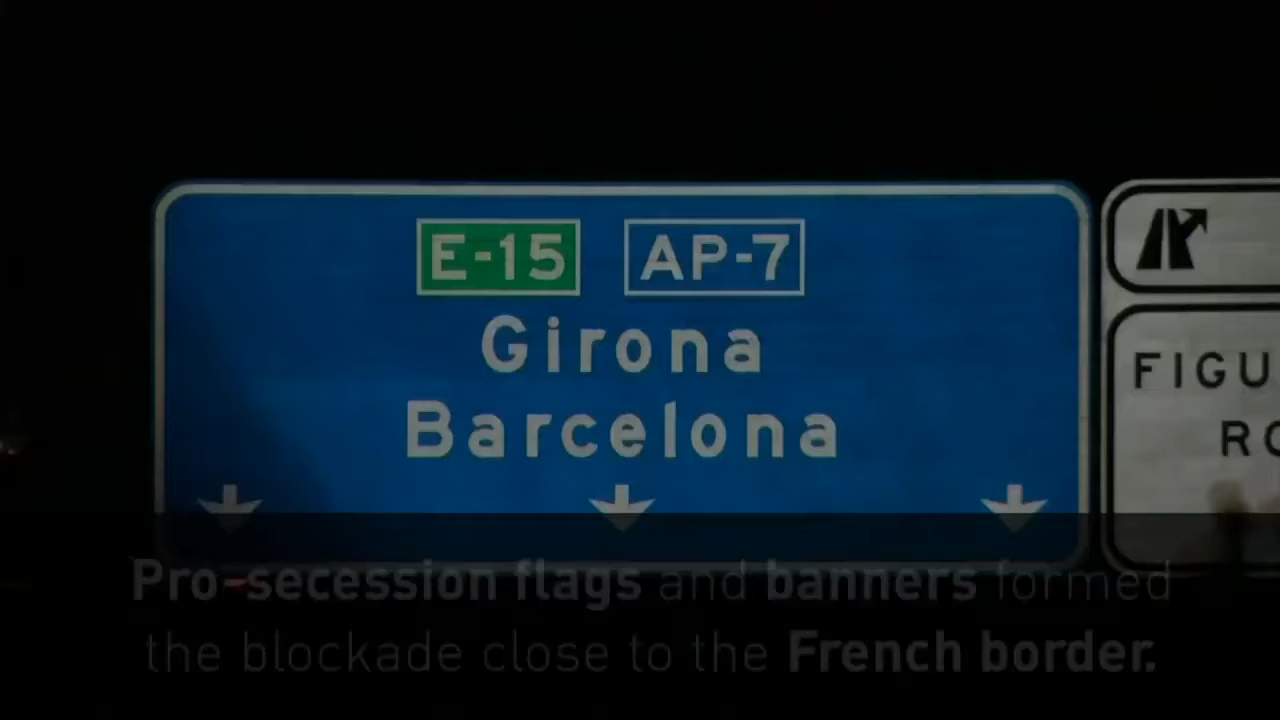 E-15 AP-7
Girona
Barcelona
FIGU
RO
Pro-secession flags and banners formed
the blockade close to the French border.